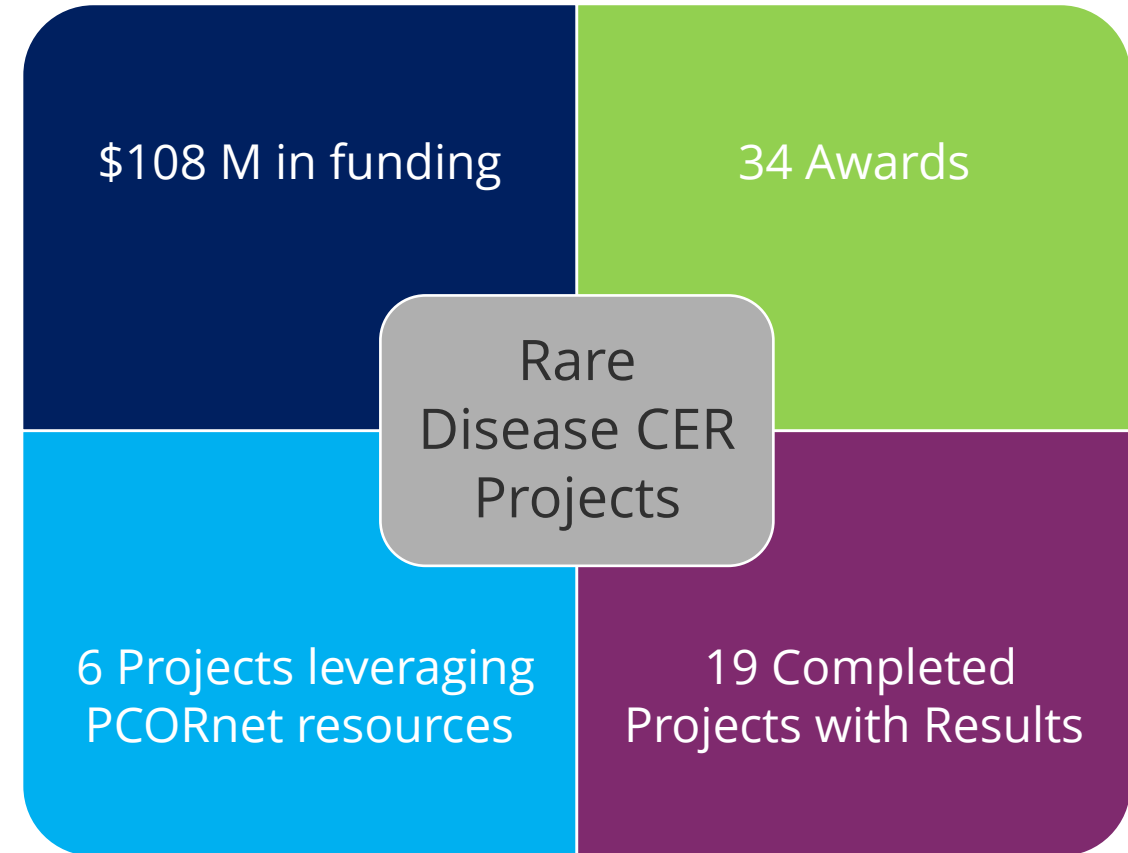 $108 M in funding
34 Awards
Rare
Disease CER
Projects
6 Projects leveraging
PCORnet resources
19 Completed
Projects with Results